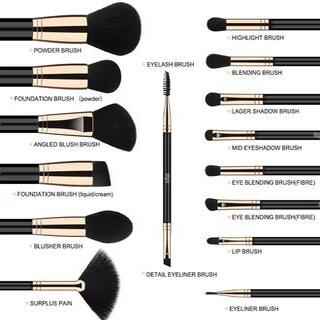 POWDER BRUSH
FOUNDATION BRUSH （powder）
ANGLED BLUSH BRUSH
FOUNDATION BRUSH (liquid/cream)
BLUSHER BRUSH
SURPLUS PAIN
EYELASH BRUSH
DETAIL EYELINER BRUSH
HIGHLIGHT BRUSH
BLENDING BRUSH
LAGER SHADOW BRUSH
MID EYESHADOW BRUSH
EYE BLENDING BRUSH(FIBRE)
EYE BLENDING BRUSH(FIBRE)
LIP BRUSH
EYELINER BRUSH